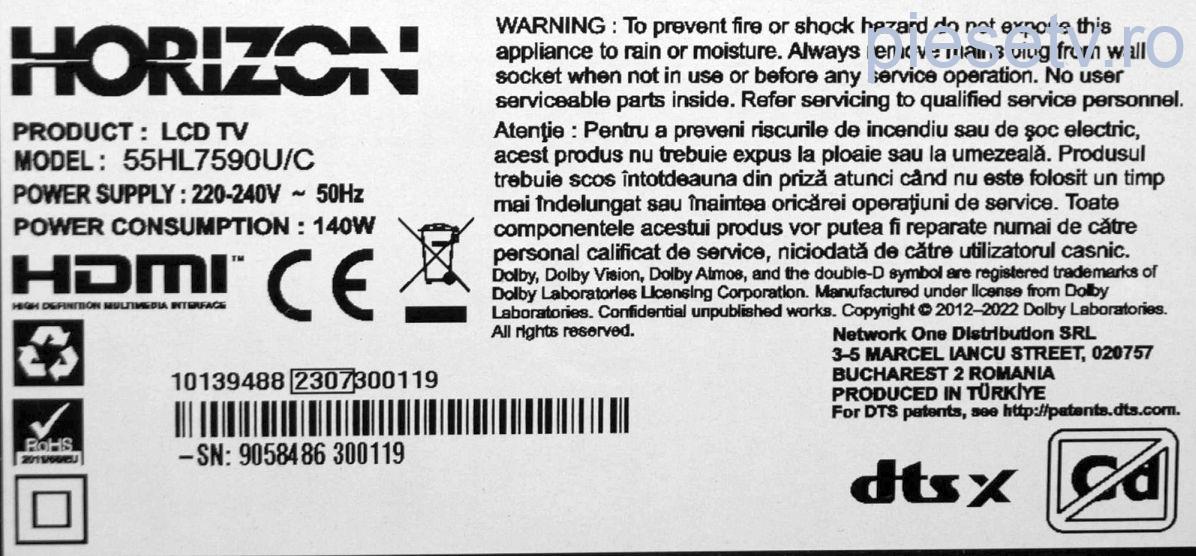 HORIZON
PRODUCT : LCD TV
MODEL : 55HL7590U/C
POWER SUPPLY : 220-240V ~ 50Hz
POWER CONSUMPTION : 140W
HDMI™
HIGH DEFINITION MULTIMEDIA INTERFACE
CE
RoHS
2011/65/EU
10139488 2307300119
-SN: 9058486 300119
piesetv.ro
WARNING : To prevent fire or shock hazard do not expose this
appliance to rain or moisture. Always remove mains plug from wall
socket when not in use or before any service operation. No user
serviceable parts inside. Refer servicing to qualified service personnel.
Atenţie : Pentru a preveni riscurile de incendiu sau de şoc electric,
acest produs nu trebuie expus la ploaie sau la umezeală. Produsul
trebuie scos întotdeauna din priză atunci când nu este folosit un timp
mai îndelungat sau înaintea oricărei operaţiuni de service. Toate
componentele acestui produs vor putea fi reparate numai de către
personal calificat de service, niciodată de către utilizatorul casnic.
Dolby, Dolby Vision, Dolby Atmos, and the double-D symbol are registered trademarks of
Dolby Laboratories Licensing Corporation. Manufactured under license from Dolby
Laboratories. Confidential unpublished works. Copyright © 2012–2022 Dolby Laboratories.
All rights reserved.
Network One Distribution SRL
3-5 MARCEL IANCU STREET, 020757
BUCHAREST 2 ROMANIA
PRODUCED IN TÜRKİYE
For DTS patents, see http://patents.dts.com.
dts x
Cd